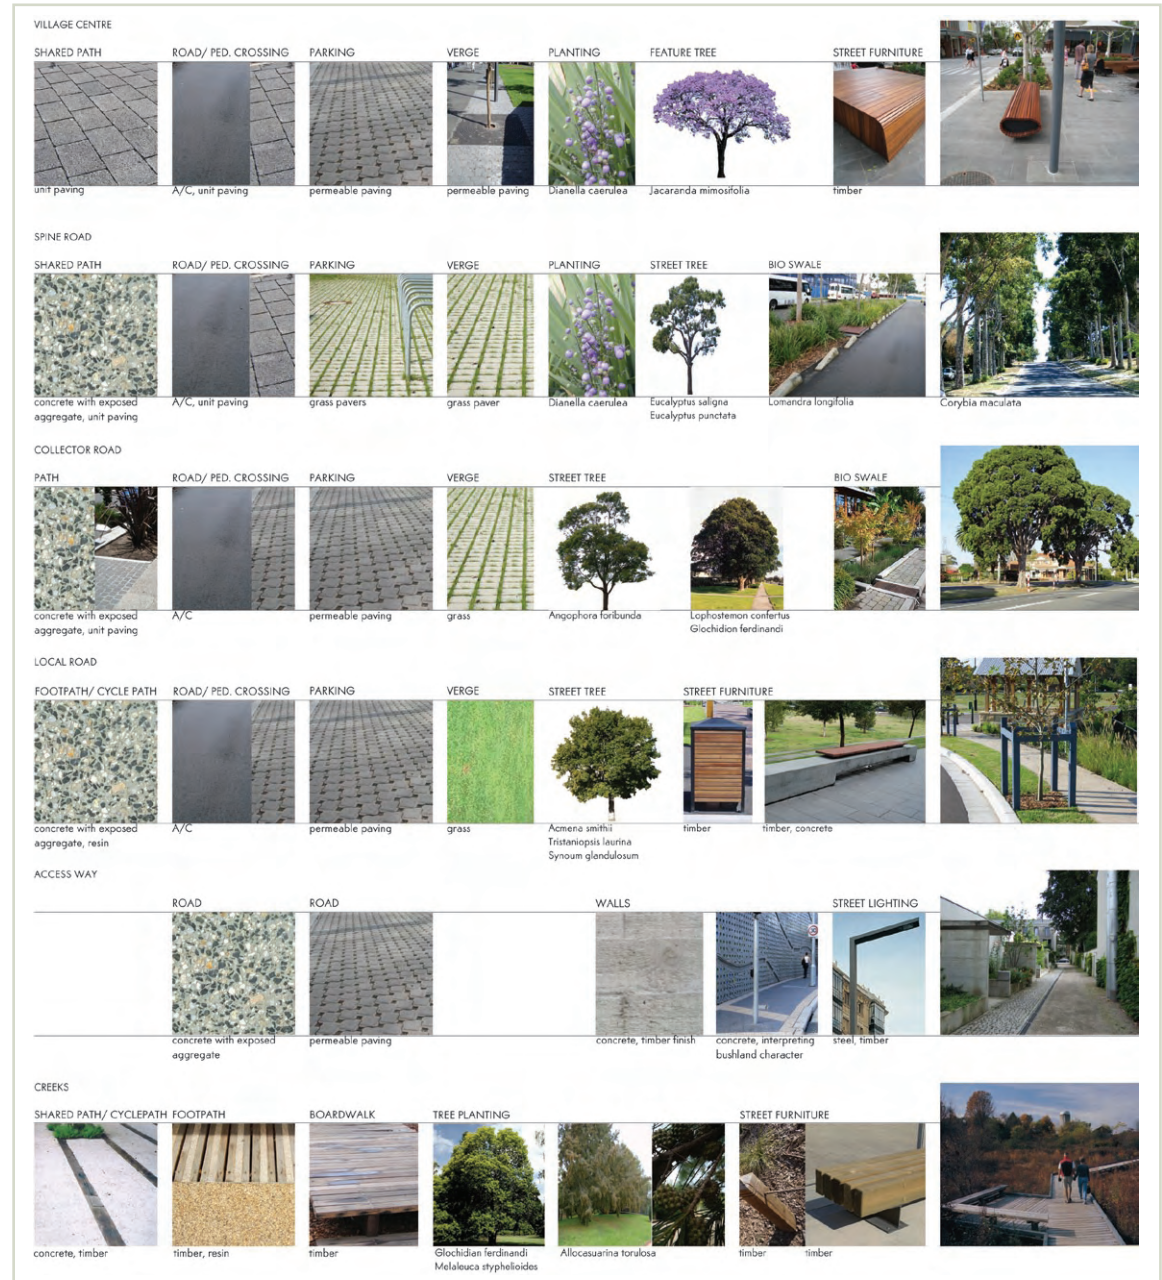 VILLAGE CENTRE
SHARED PATH ROAD/ PED. CROSSING PARKING VERGE PLANTING FEATURE TREE STREET FURNITURE
unit paving A/C, unit paving permeable paving permeable paving Dianella caerulea Jacaranda mimosifolia timber
SPINE ROAD
SHARED PATH ROAD/ PED. CROSSING PARKING VERGE PLANTING STREET TREE BIO SWALE
concrete with exposed A/C, unit paving grass pavers grass paver Dianella caerulea Eucalyptus saligna Lomandra longifolia Corybia maculata
aggregate, unit paving Eucalyptus punctata
COLLECTOR ROAD
PATH ROAD/ PED. CROSSING PARKING VERGE STREET TREE BIO SWALE
concrete with exposed A/C permeable paving grass Angophora foribunda Lophostemon confertus
aggregate, unit paving Glochidion ferdinandi
LOCAL ROAD
FOOTPATH/ CYCLE PATH ROAD/ PED. CROSSING PARKING VERGE STREET TREE STREET FURNITURE
concrete with exposed A/C permeable paving grass Acmena smithii timber timber, concrete
aggregate, resin Tristaniopsis laurina
Synoum glandulosum
ACCESS WAY
ROAD ROAD WALLS STREET LIGHTING
concrete with exposed permeable paving concrete, timber finish concrete, interpreting steel, timber
aggregate bushland character
CREEKS
SHARED PATH/ CYCLEPATH FOOTPATH BOARDWALK TREE PLANTING STREET FURNITURE
concrete, timber timber, resin timber Glochidian ferdinandi Allocasuarina torulosa timber timber
Melaleuca styphelioides